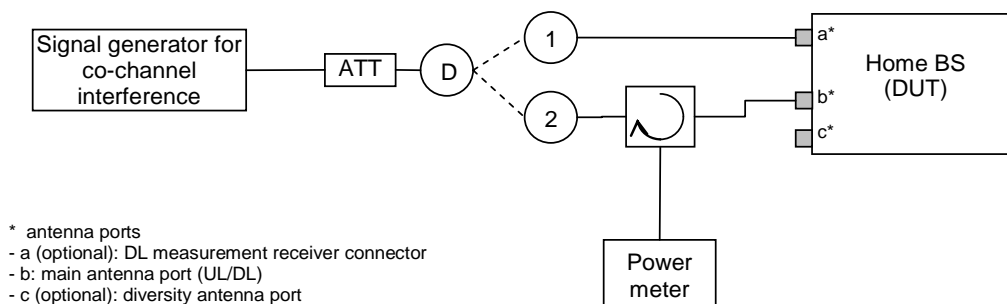 Signal generator for
co-channel
interference
ATT
D
1
2
a*
b*
c*
Home BS
(DUT)
Power
meter
* antenna ports
- a (optional): DL measurement receiver connector
- b: main antenna port (UL/DL)
- c (optional): diversity antenna port